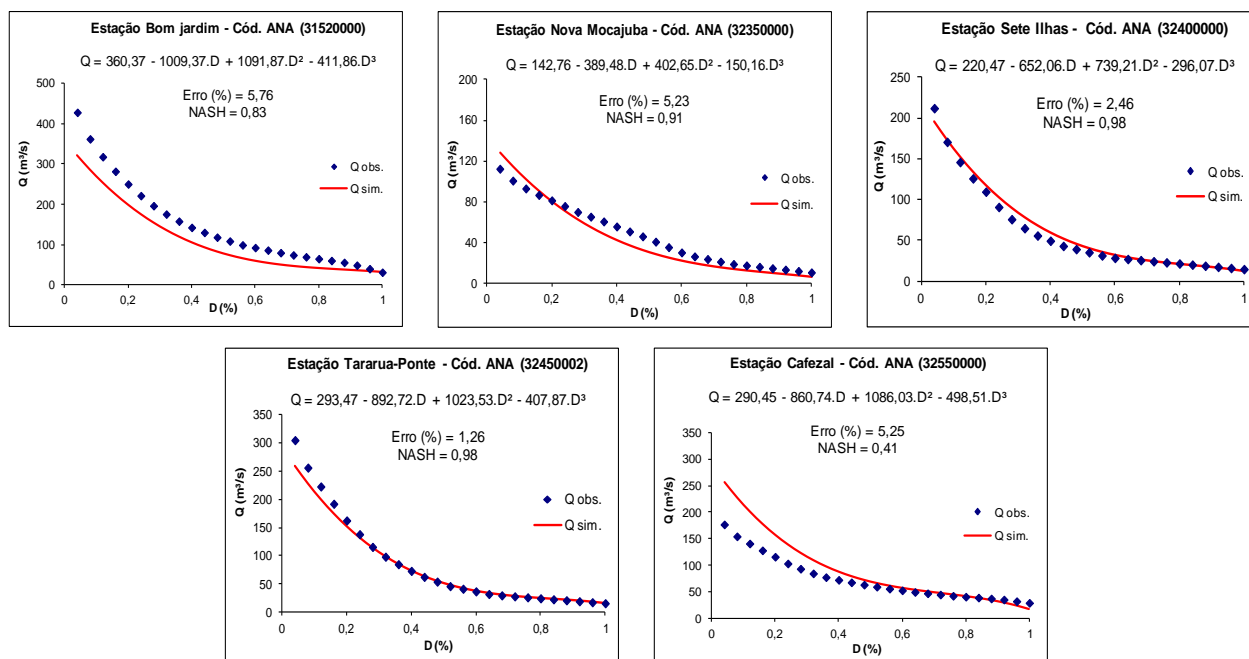 Estação Bom jardim - Cód. ANA (31520000)
Q = 360,37 - 1009,37.D + 1091,87.D² - 411,86.D³
Erro (%) = 5,76
NASH = 0,83
Q (m³/s)
500
400
300
200
100
0
0 0,2 0,4 0,6 0,8 1
D (%)
Q obs.
Q sim.
Estação Nova Mocajuba - Cód. ANA (32350000)
Q = 142,76 - 389,48.D + 402,65.D² - 150,16.D³
Erro (%) = 5,23
NASH = 0,91
Q (m³/s)
200
160
120
80
40
0
0 0,2 0,4 0,6 0,8 1
D (%)
Q obs.
Q sim.
Estação Sete Ilhas - Cód. ANA (32400000)
Q = 220,47 - 652,06.D + 739,21.D² - 296,07.D³
Erro (%) = 2,46
NASH = 0,98
Q (m³/s)
250
200
150
100
50
0
0 0,2 0,4 0,6 0,8 1
D (%)
Q obs.
Q sim.
Estação Tararua-Ponte - Cód. ANA (32450002)
Q = 293,47 - 892,72.D + 1023,53.D² - 407,87.D³
Erro (%) = 1,26
NASH = 0,98
Q (m³/s)
350
300
250
200
150
100
50
0
0 0,2 0,4 0,6 0,8 1
D (%)
Q obs.
Q sim.
Estação Cafezal - Cód. ANA (32550000)
Q = 290,45 - 860,74.D + 1086,03.D² - 498,51.D³
Erro (%) = 5,25
NASH = 0,41
Q (m³/s)
350
300
250
200
150
100
50
0
0 0,2 0,4 0,6 0,8 1
D (%)
Q obs.
Q sim.